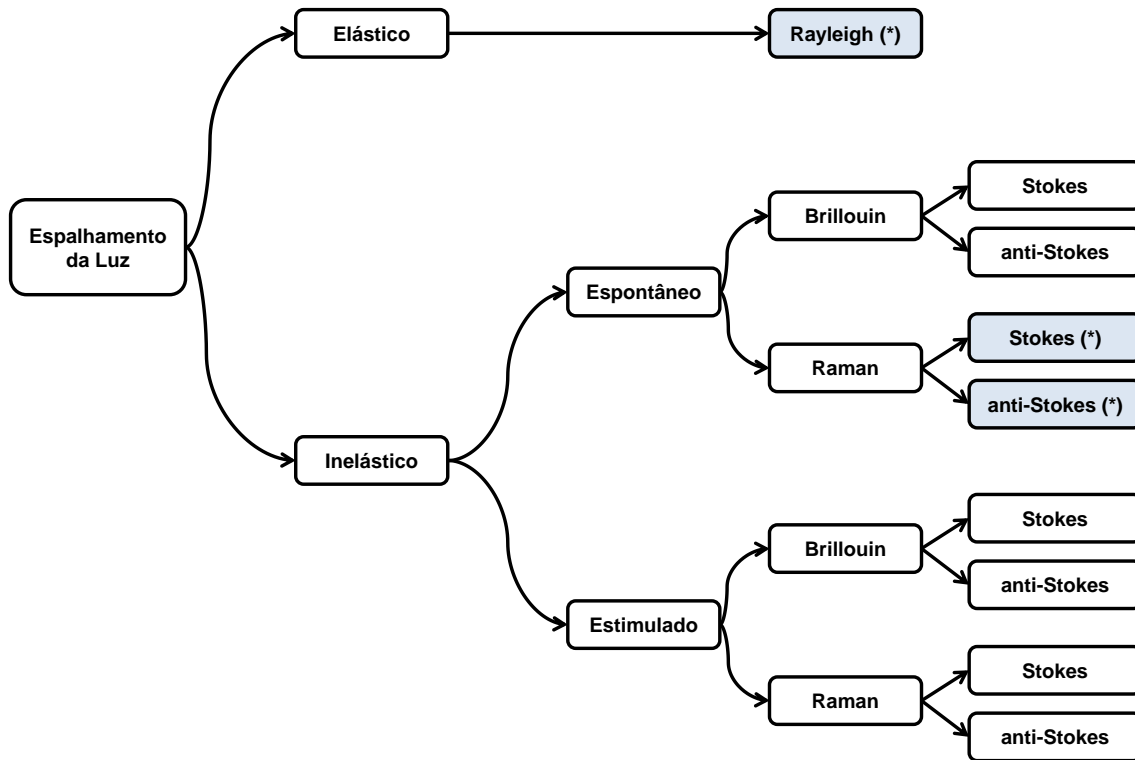 Elástico
Rayleigh (*)
Espalhamento
da Luz
Stokes
Brillouin
anti-Stokes
Espontâneo
Stokes (*)
Raman
anti-Stokes (*)
Inelástico
Stokes
Brillouin
anti-Stokes
Estimulado
Stokes
Raman
anti-Stokes